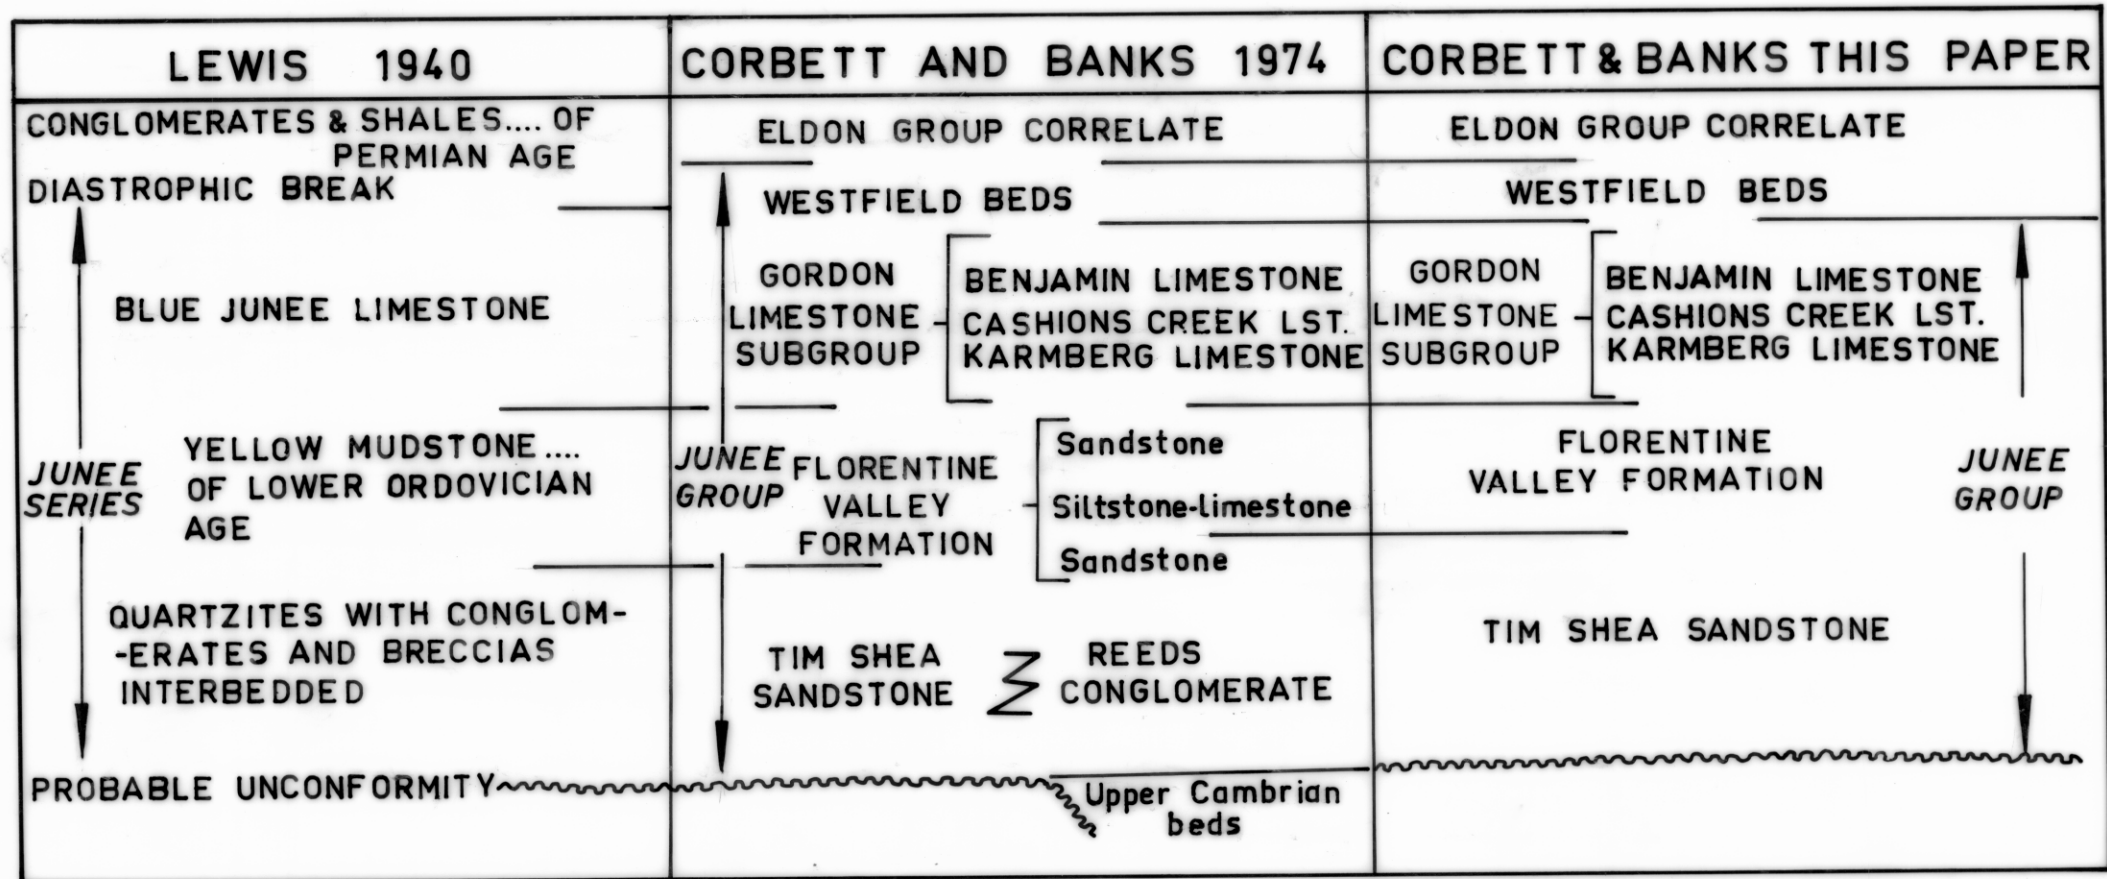 LEWIS 1940
CONGLOMERATES & SHALES.... OF
PERMIAN AGE
DIASTROPHIC BREAK
BLUE JUNEE LIMESTONE
YELLOW MUDSTONE....
OF LOWER ORDOVICIAN
AGE
JUNEE
SERIES
QUARTZITES WITH CONGLOM-
-ERATES AND BRECCIAS
INTERBEDDED
PROBABLE UNCONFORMITY
CORBETT AND BANKS 1974
ELDON GROUP CORRELATE
WESTFIELD BEDS
GORDON
LIMESTONE
SUBGROUP
BENJAMIN LIMESTONE
CASHIONS CREEK LST.
KARMBERG LIMESTONE
JUNEE
GROUP
FLORENTINE
VALLEY
FORMATION
Sandstone
Siltstone-limestone
Sandstone
TIM SHEA
SANDSTONE
REEDS
CONGLOMERATE
Upper Cambrian
beds
CORBETT & BANKS THIS PAPER
ELDON GROUP CORRELATE
WESTFIELD BEDS
GORDON
LIMESTONE
SUBGROUP
BENJAMIN LIMESTONE
CASHIONS CREEK LST.
KARMBERG LIMESTONE
FLORENTINE
VALLEY FORMATION
JUNEE
GROUP
TIM SHEA SANDSTONE